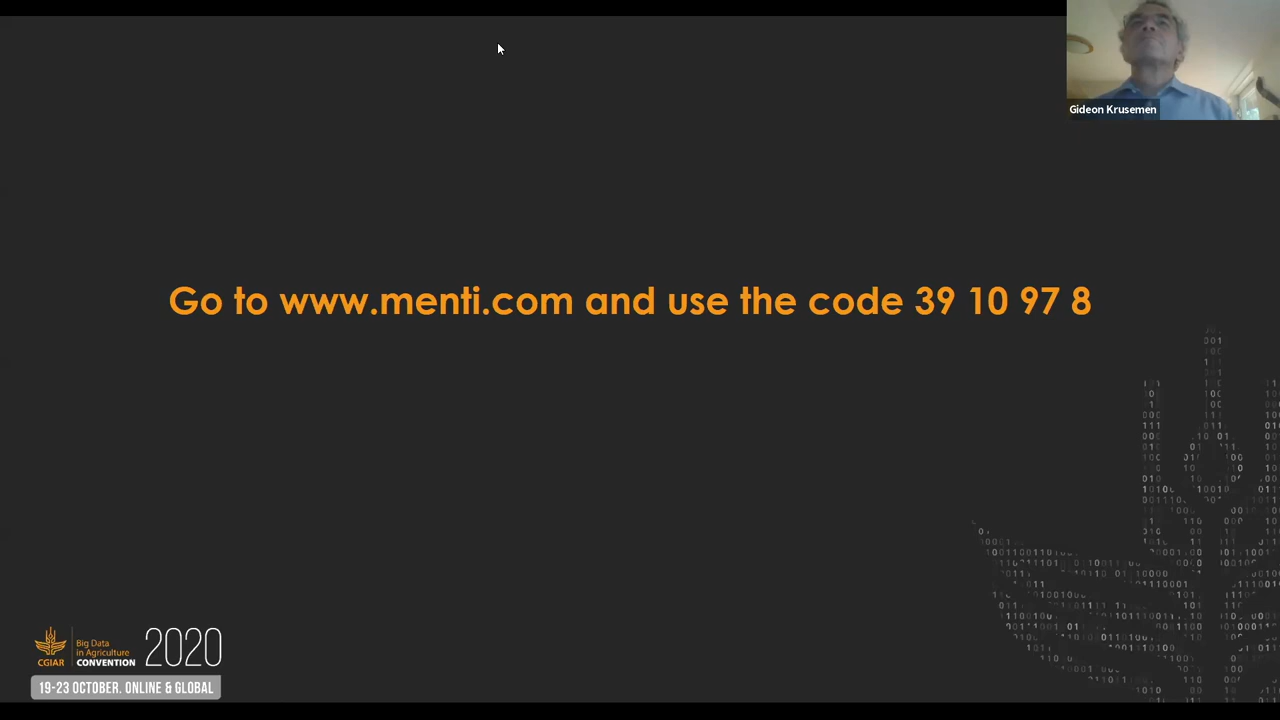 Gideon Krusemen
Go to www.menti.com and use the code 39 10 97 8
CGIAR
Big Data
in Agriculture
CONVENTION
2020
19-23 OCTOBER. ONLINE & GLOBAL